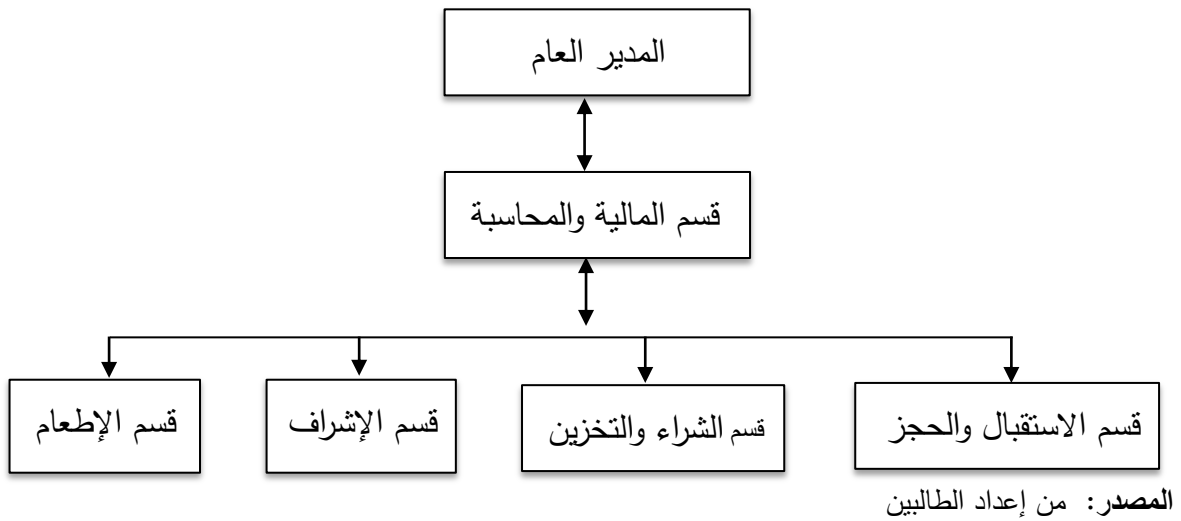 المدير العام
قسم المالية والمحاسبة
قسم الاستقبال والحجز
قسم الشراء والتخزين
قسم الإشراف
قسم الإطعام
المصدر: من إعداد الطالبين